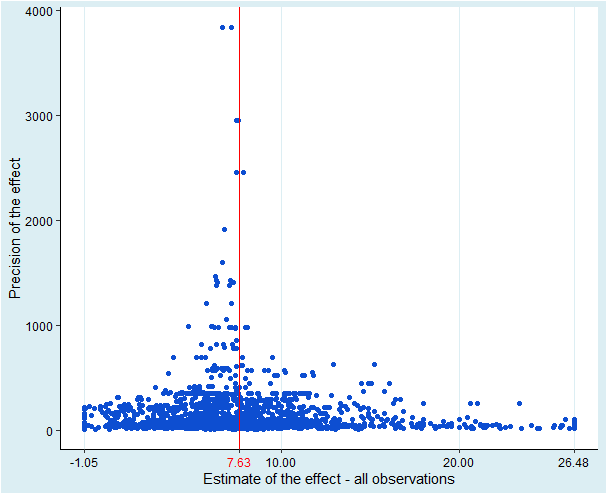 4000
3000
2000
1000
0
Precision of the effect
-1.05 7.63 10.00 20.00 26.48
Estimate of the effect - all observations